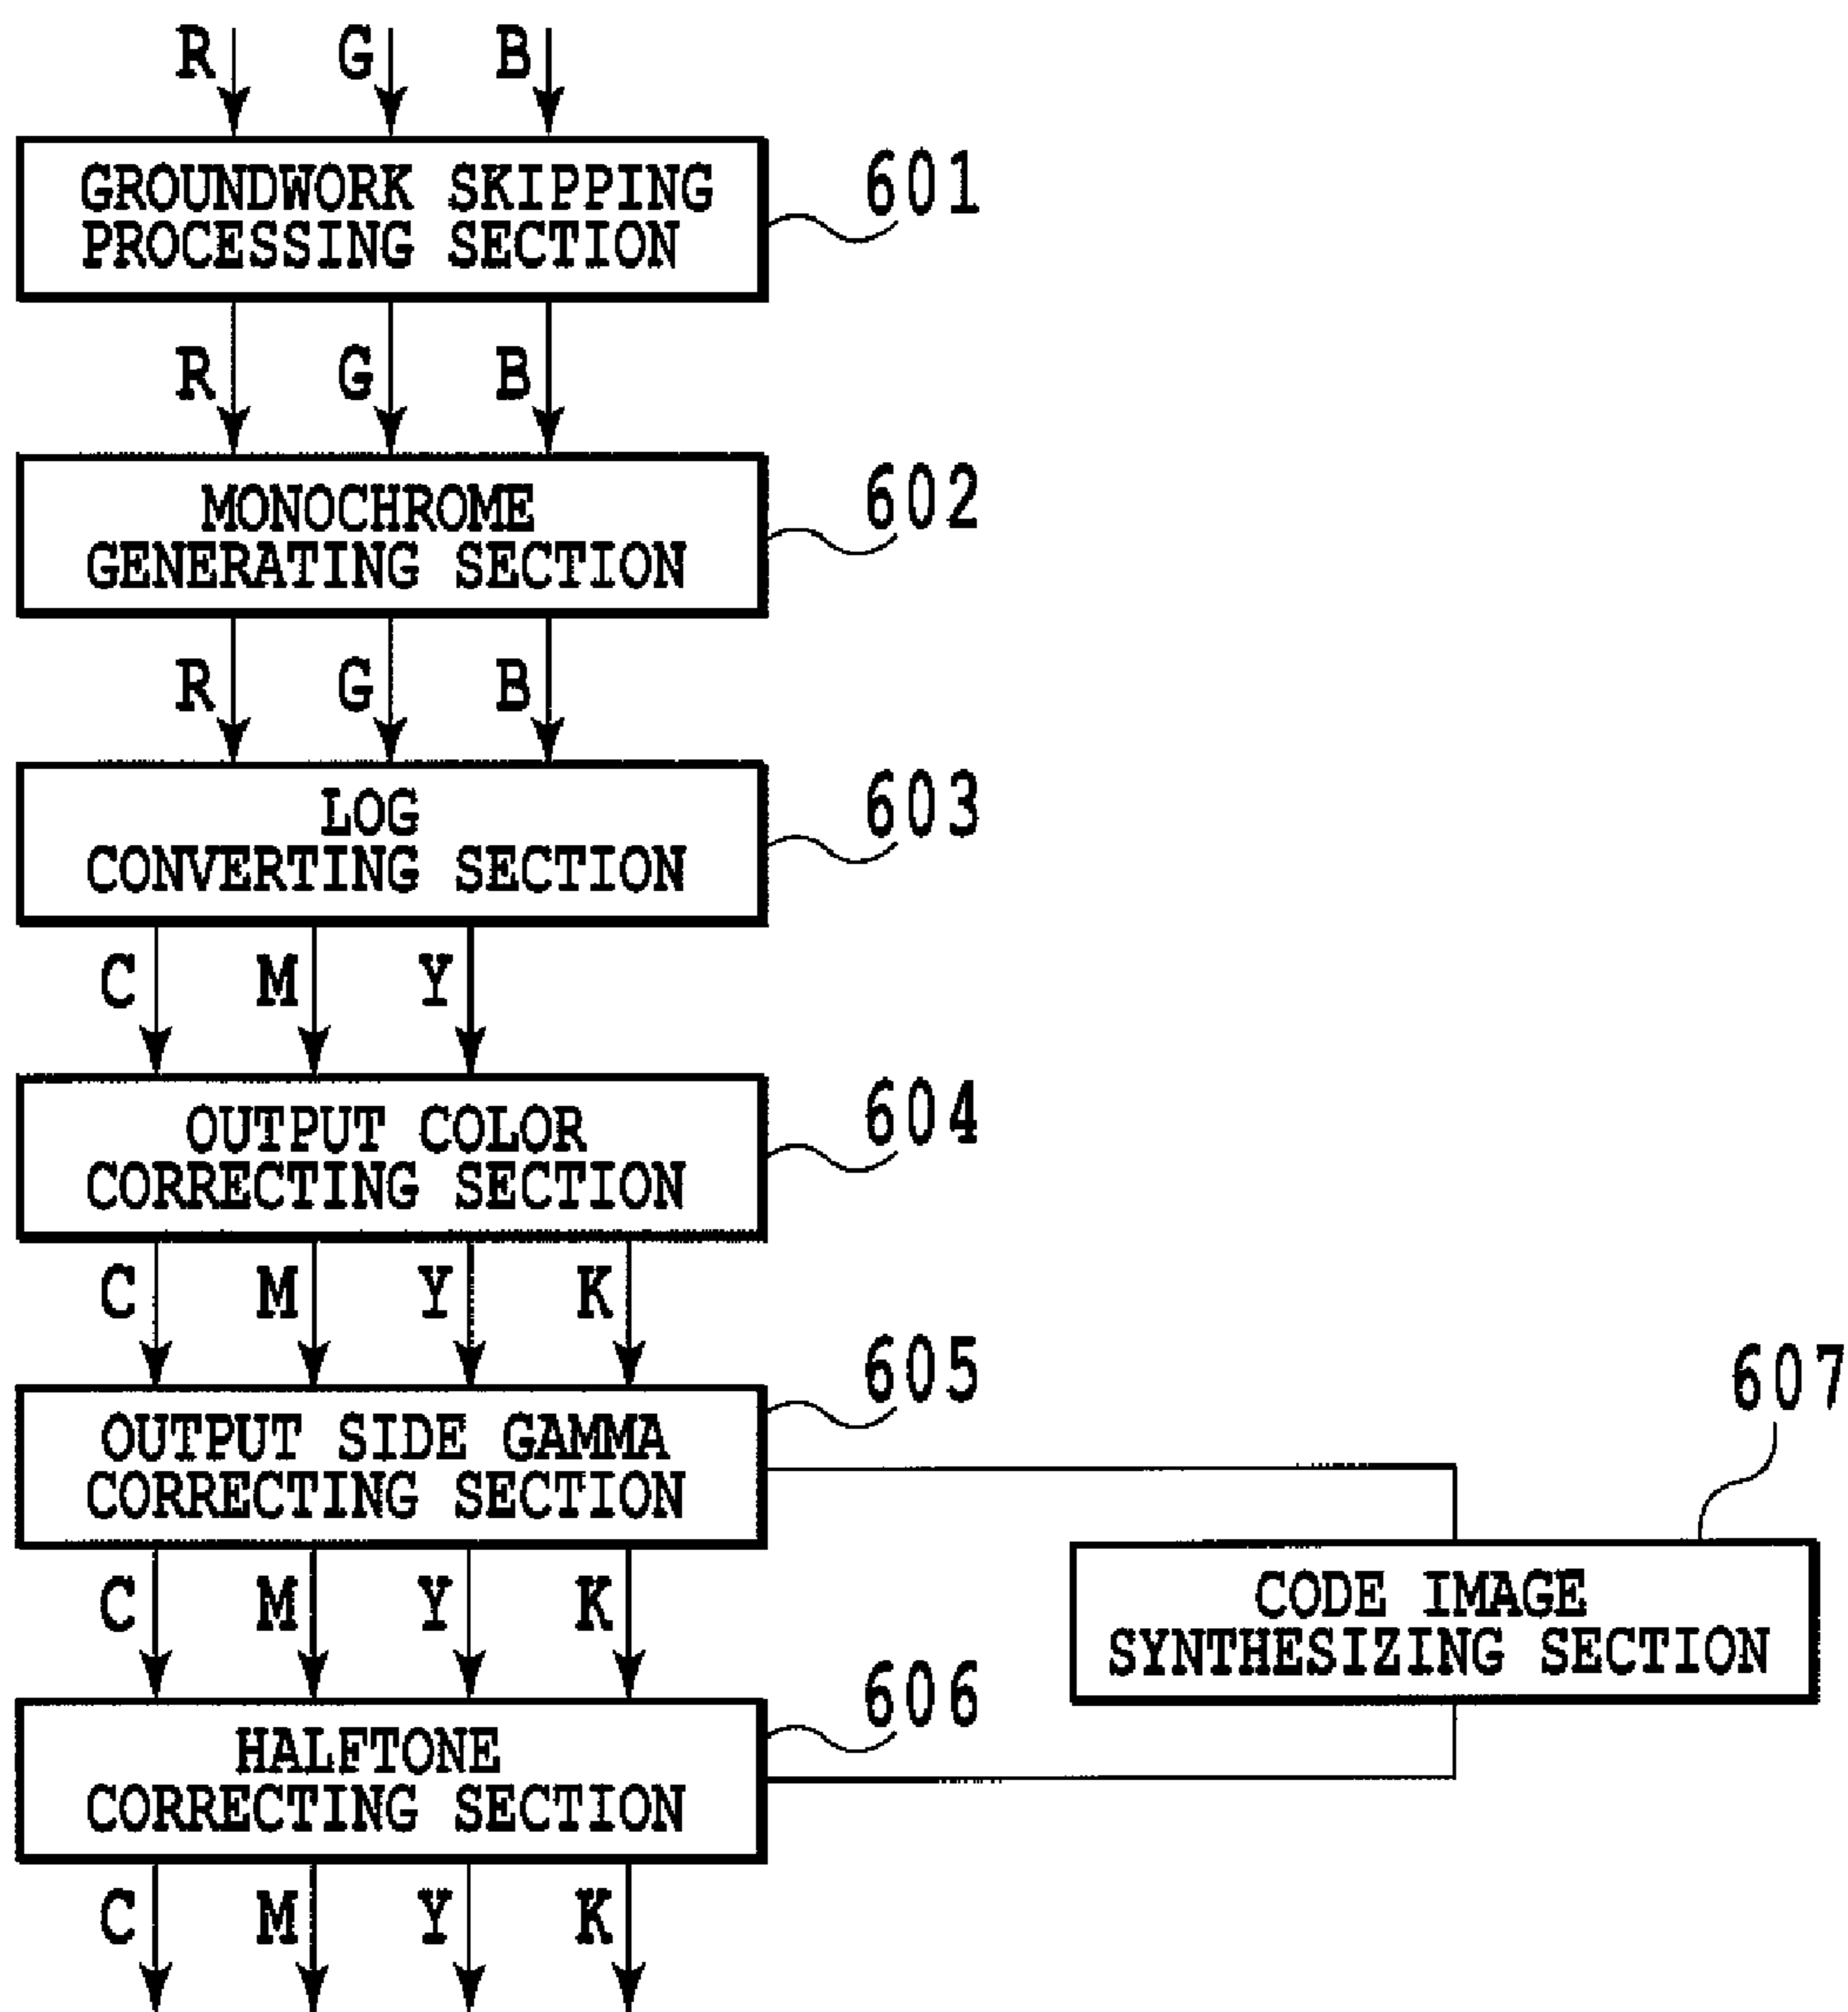 R G B
GROUNDWORK SKIPPING
PROCESSING SECTION
601
R G B
MONOCHROME
GENERATING SECTION
602
R G B
LOG
CONVERTING SECTION
603
C M Y
OUTPUT COLOR
CORRECTING SECTION
604
C M Y K
OUTPUT SIDE GAMMA
CORRECTING SECTION
605
607
CODE IMAGE
SYNTHESIZING SECTION
C M Y K
HALFTONE
CORRECTING SECTION
606
C M Y K